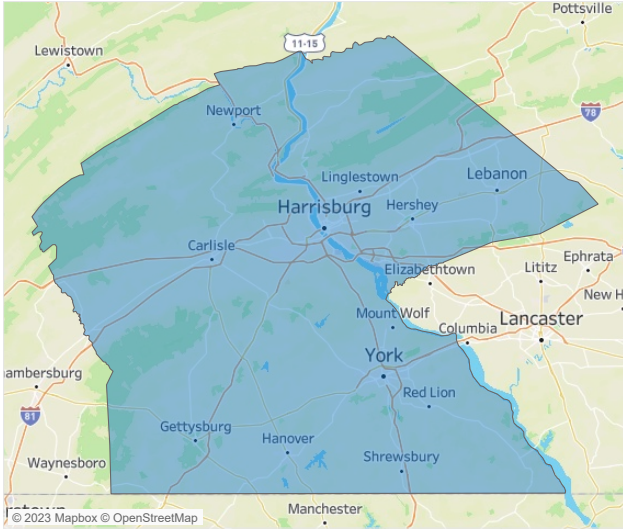 Pottsville
11-15
Lewistown
78
Newport
Linglestown
Lebanon
Harrisburg
Hershey
Carlisle
Ephrata
Elizabethtown
Lititz
New H
Mount Wolf
Lancaster
Columbia
York
ambersburg
Red Lion
81
Gettysburg
Hanover
Shrewsbury
Waynesboro
Manchester
© 2023 Mapbox © OpenStreetMap